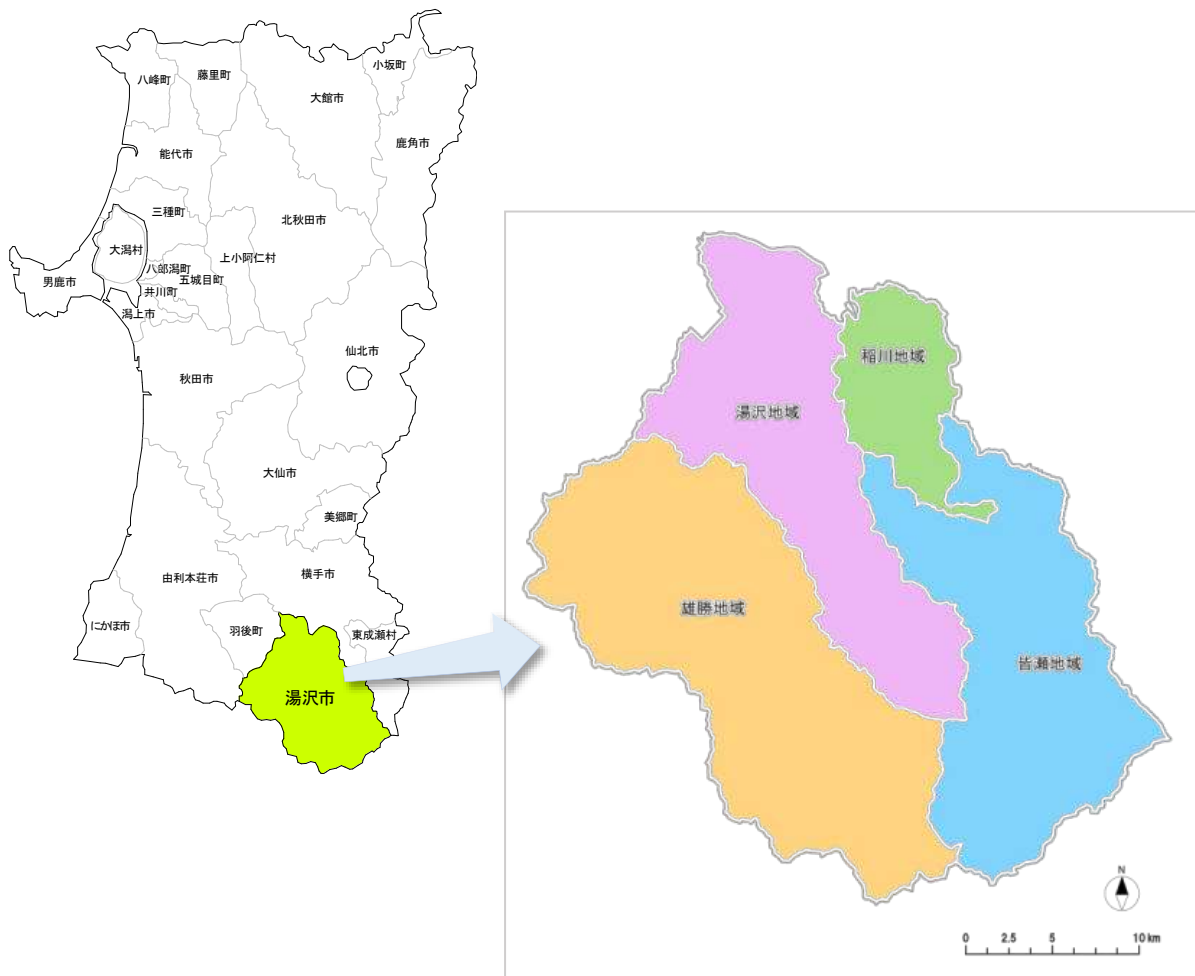 八峰町
藤里町
小坂町
大館市
鹿角市
能代市
三種町
北秋田市
大潟村
上小阿仁村
八郎潟町
五城目町
男鹿市
井川町
潟上市
仙北市
秋田市
大仙市
美郷町
横手市
由利本荘市
にかほ市
羽後町
東成瀬村
湯沢市
稲川地域
湯沢地域
雄勝地域
皆瀬地域
N
0 2.5 5 10 km